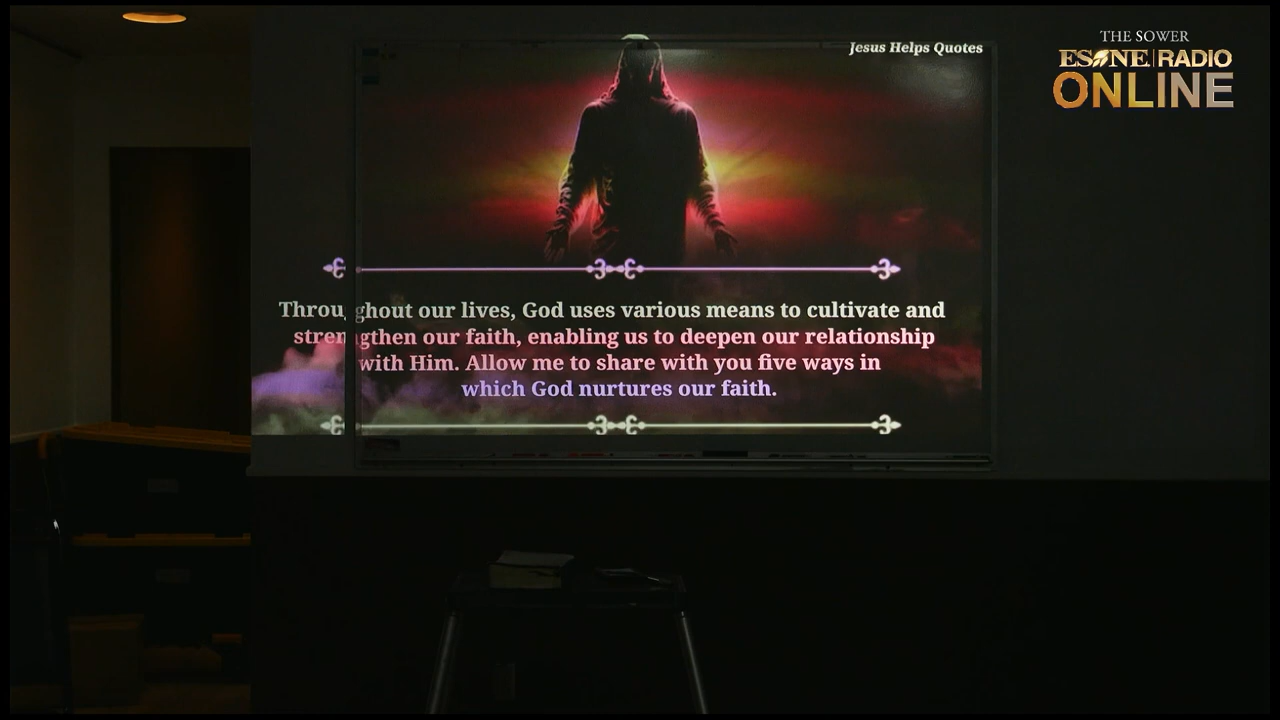 Jesus Helps Quotes
THE SOWER
ESNE RADIO
ONLINE
Throughout our lives, God uses various means to cultivate and
strengthen our faith, enabling us to deepen our relationship
with Him. Allow me to share with you five ways in
which God nurtures our faith.